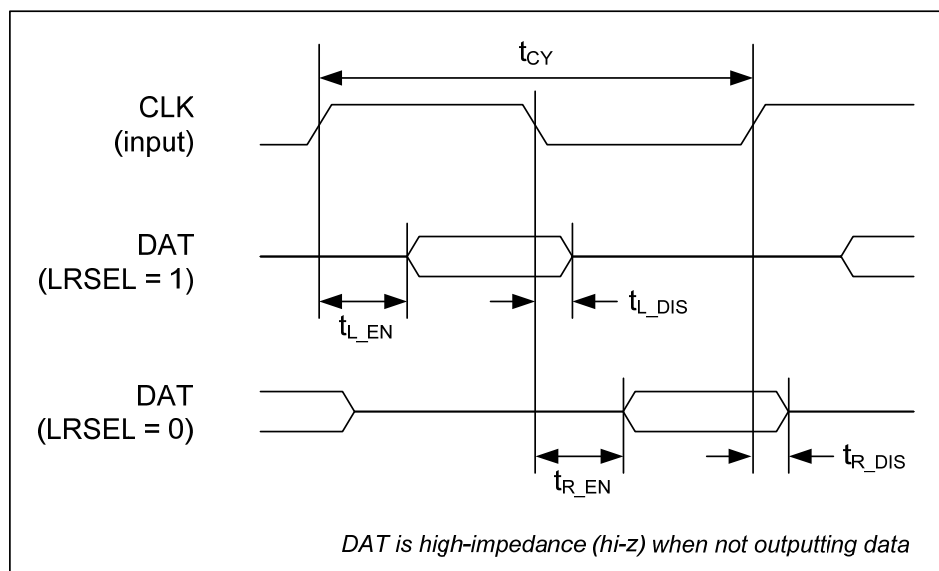 tCY
CLK
(input)
DAT
(LRSEL = 1)
tL_EN
tL_DIS
DAT
(LRSEL = 0)
tR_EN
tR_DIS
DAT is high-impedance (hi-z) when not outputting data